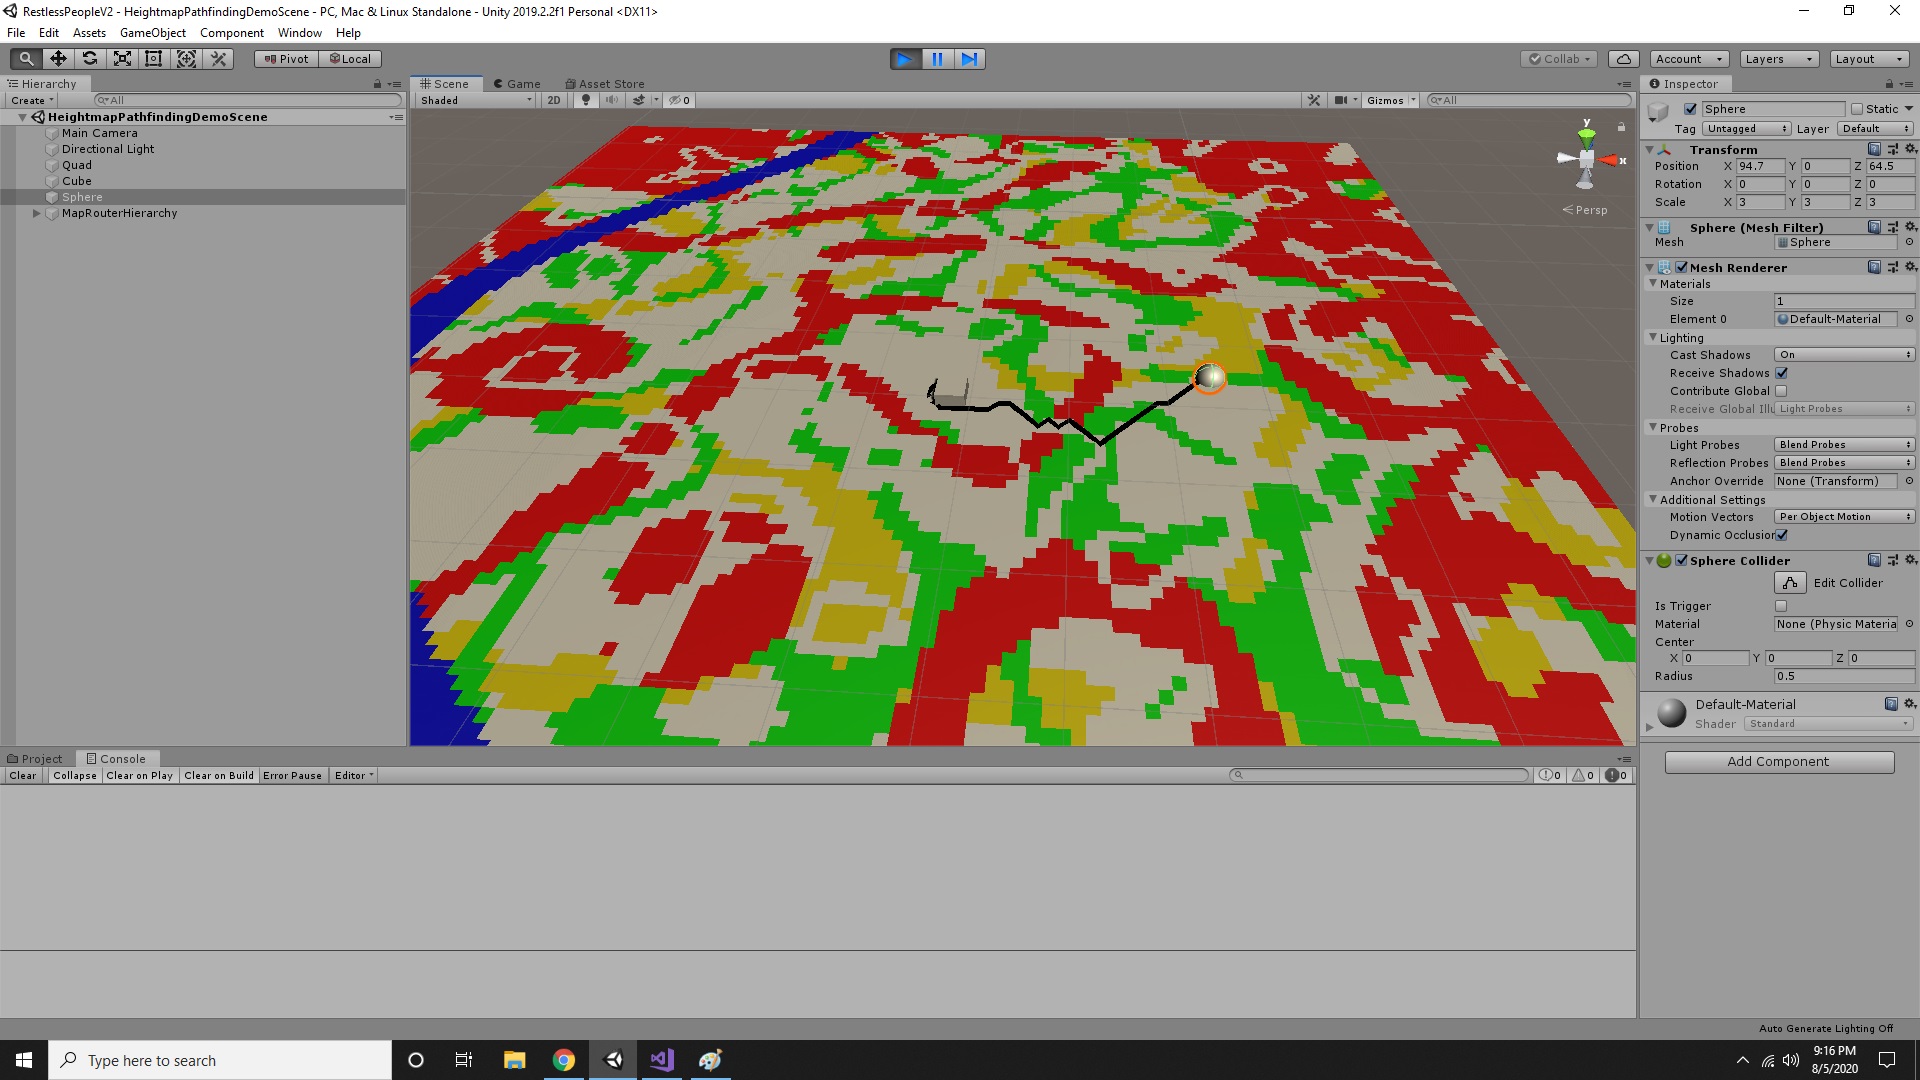 RestlessPeopleV2 - HeightmapPathfindingDemoScene - PC, Mac & Linux Standalone - Unity 2019.2.2f1 Personal <DX11>
File Edit Assets GameObject Component Window Help
Pivot Local Collab Account Layers Layout
Hierarchy
Create All
HeightmapPathfindingDemoScene
Main Camera
Directional Light
Quad
Cube
Sphere
MapRouterHierarchy
Scene Game Asset Store
Shaded 2D 0 Gizmos All
y
x
Persp
Inspector
Sphere Static
Tag Untagged Layer Default
Transform
Position X 94.7 Y 0 Z 64.5
Rotation X 0 Y 0 Z 0
Scale X 3 Y 3 Z 3
Sphere (Mesh Filter)
Mesh Sphere
Mesh Renderer
Materials
Size 1
Element 0 Default-Material
Lighting
Cast Shadows On
Receive Shadows
Contribute Global
Receive Global Illu Light Probes
Probes
Light Probes Blend Probes
Reflection Probes Blend Probes
Anchor Override None (Transform)
Additional Settings
Motion Vectors Per Object Motion
Dynamic Occlusion
Sphere Collider
Edit Collider
Is Trigger
Material None (Physic Materia
Center
X 0 Y 0 Z 0
Radius 0.5
Default-Material
Shader Standard
Add Component
Project Console
Clear Collapse Clear on Play Clear on Build Error Pause Editor 0 0 0
Auto Generate Lighting Off
Type here to search
9:16 PM
8/5/2020